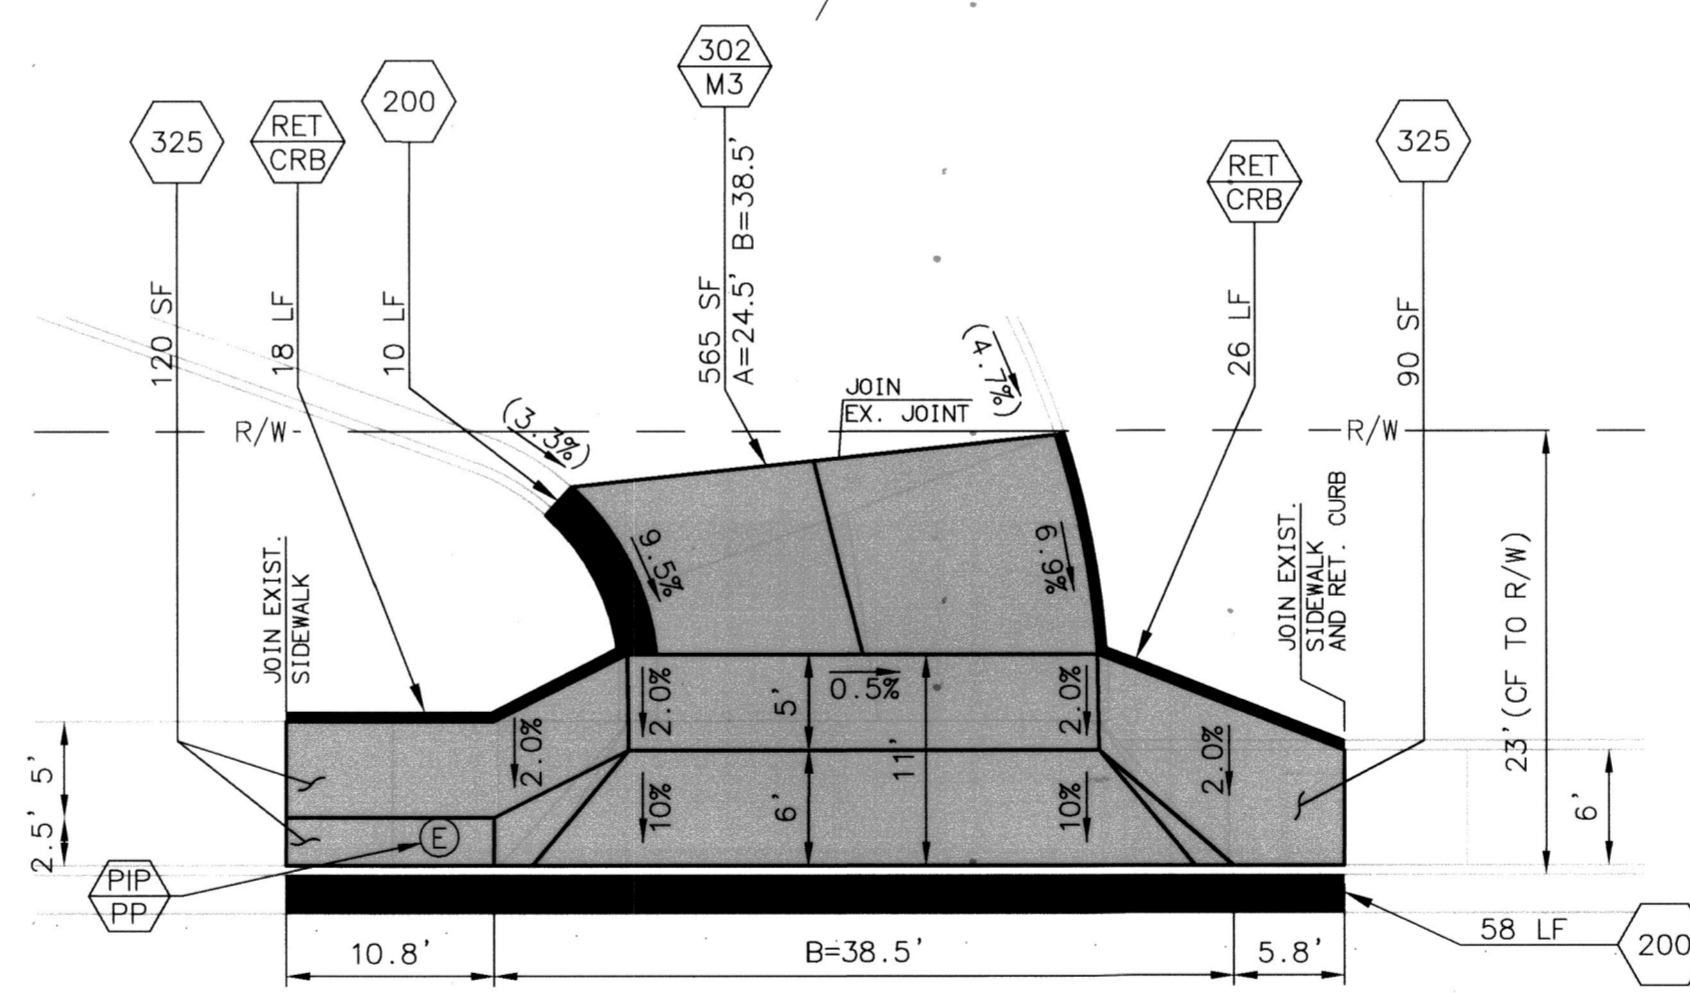 302
M3
200
325
RET
CRB
325
RET
CRB
120 SF
18 LF
10 LF
565 SF
A=24.5' B=38.5'
26 LF
90 SF
JOIN
EX. JOINT
(4.7%)
(3.3%)
R/W
R/W
9.5%
6.9%
JOIN EXIST.
SIDEWALK
JOIN EXIST.
SIDEWALK
AND RET. CURB
23' (CF TO R/W)
2.0%
5'
0.5%
2.0%
2.0%
2.0%
11'
5'
2.5'
10%
6'
10%
6'
E
PIP
PP
58 LF
200
10.8'
B=38.5'
5.8'